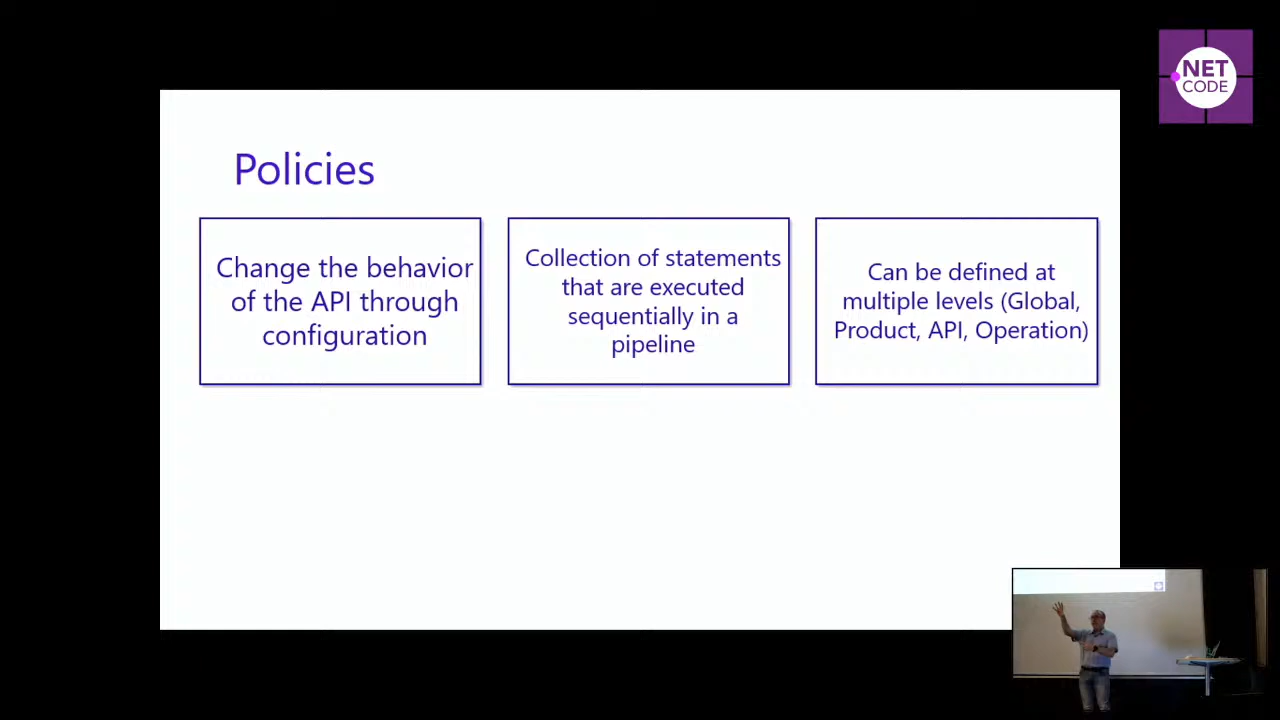 NET
CODE
Policies
Change the behavior
of the API through
configuration
Collection of statements
that are executed
sequentially in a
pipeline
Can be defined at
multiple levels (Global,
Product, API, Operation)